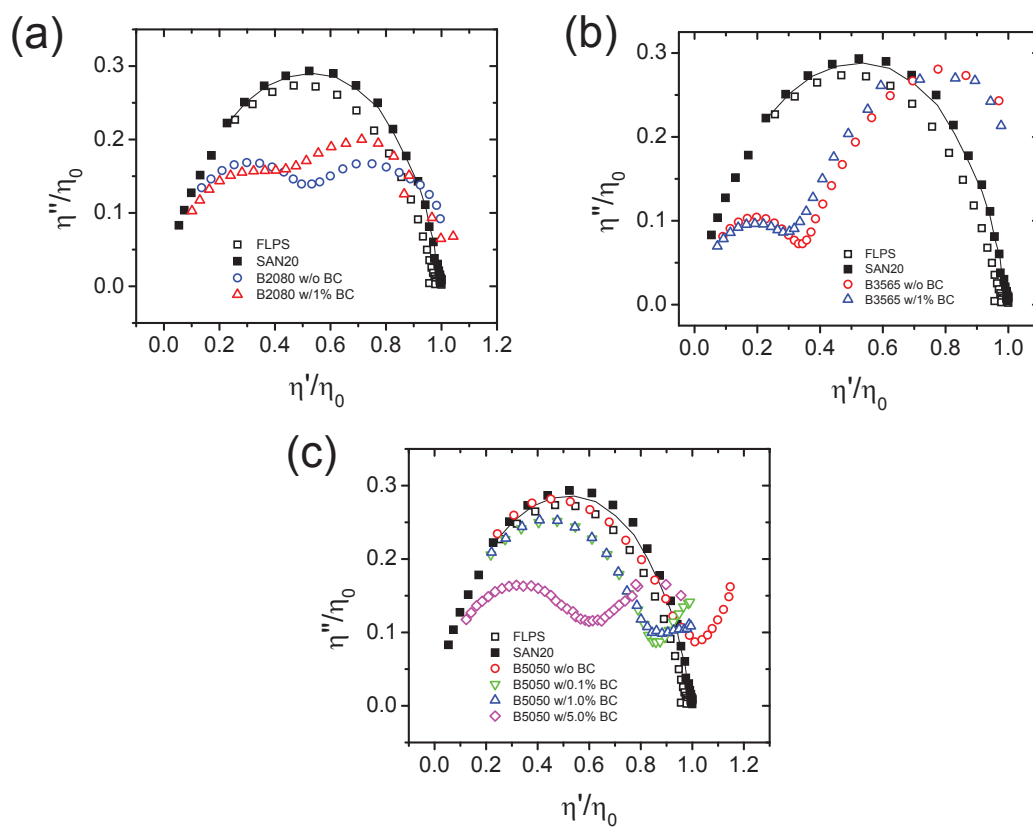 (a)
η''/η0
0.3
0.2
0.1
0.0
FLPS
SAN20
B2080 w/o BC
B2080 w/1% BC
0.0 0.2 0.4 0.6 0.8 1.0 1.2
η'/η0
(b)
η''/η0
0.3
0.2
0.1
0.0
FLPS
SAN20
B3565 w/o BC
B3565 w/1% BC
0.0 0.2 0.4 0.6 0.8 1.0
η'/η0
(c)
η''/η0
0.3
0.2
0.1
0.0
FLPS
SAN20
B5050 w/o BC
B5050 w/0.1% BC
B5050 w/1.0% BC
B5050 w/5.0% BC
0.0 0.2 0.4 0.6 0.8 1.0 1.2
η'/η0